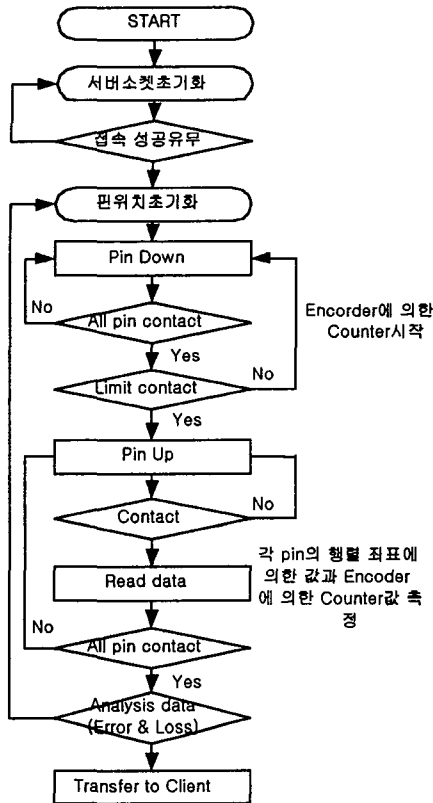 START
서버소켓초기화
접속 성공유무
핀위치초기화
Pin Down
No
All pin contact
Encorder에 의한
Counter시작
Yes
No
Limit contact
Yes
Pin Up
No
Contact
각 pin의 행렬 좌표에
의한 값과 Encoder
에 의한 Counter값 측
정
Read data
No
All pin contact
Yes
Analysis data
(Error & Loss)
Transfer to Client